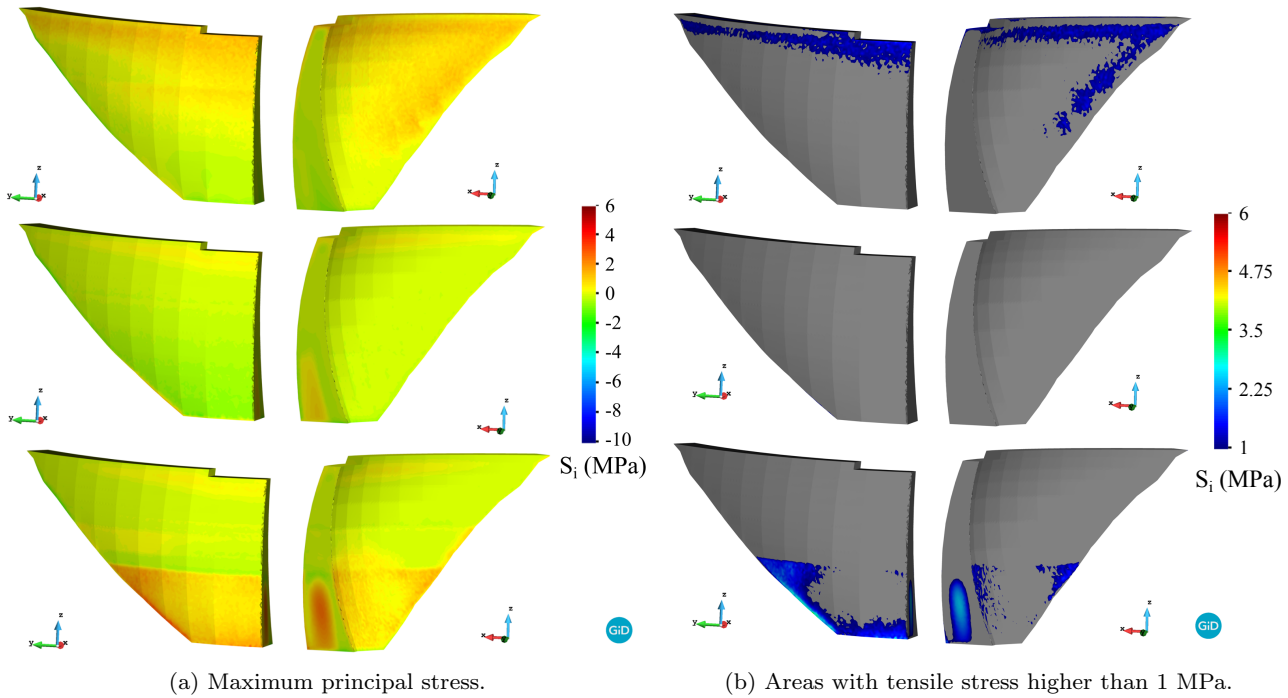 z
y x
z
x
z
x
z
y x
6
4
2
0
-2
-4
-6
-8
-10
S_i (MPa)
6
4.75
3.5
2.25
1
S_i (MPa)
z
y x
z
x
z
y x
z
x
z
y x
z
x
GiD
z
y x
z
x
GiD
(a) Maximum principal stress.
(b) Areas with tensile stress higher than 1 MPa.